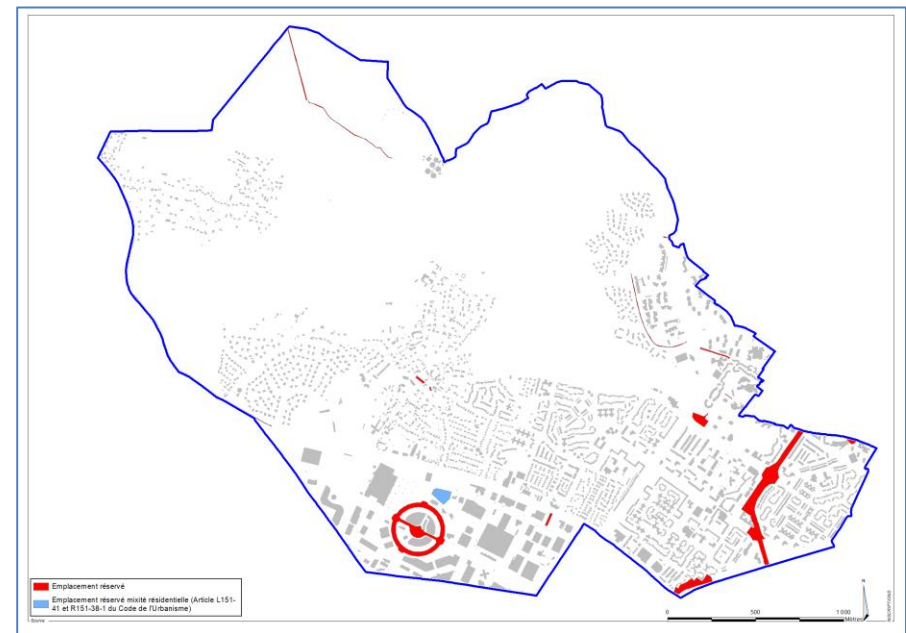 Emplacement réservé
Emplacement réservé mixité résidentielle (Article L151-
41 et R151-38-1 du Code de l'Urbanisme)
N
0 500 1 000
Mètres